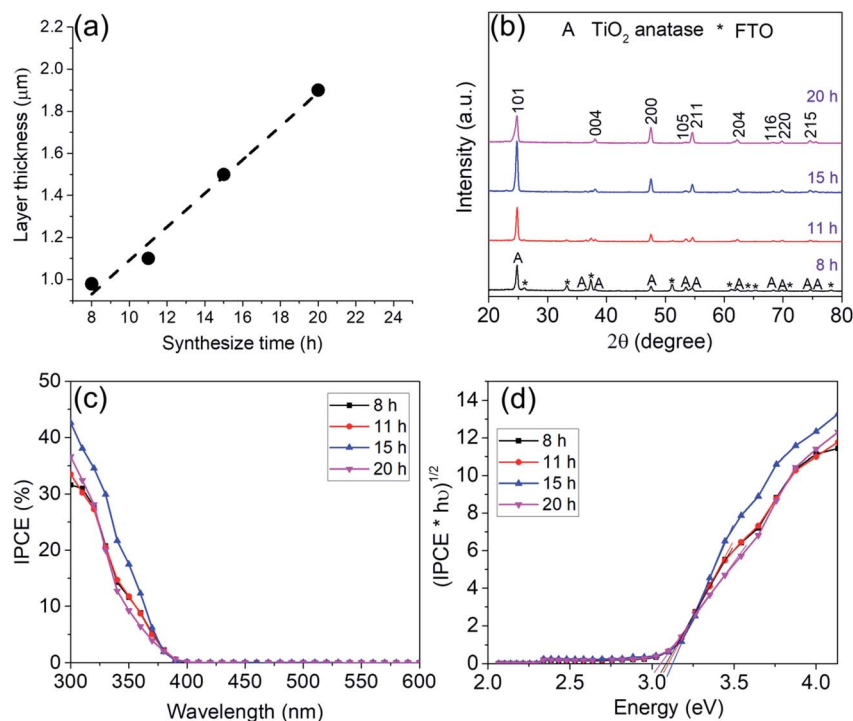 (a)
Layer thickness (μm)
2.2
2.0
1.8
1.6
1.4
1.2
1.0
8 10 12 14 16 18 20 22 24
Synthesize time (h)
(b)
A TiO₂ anatase * FTO
Intensity (a.u.)
20 h
101 004 200 105 211 204 116 220 215
15 h
11 h
8 h
A * * A * A A * A A * A * * A A * A A *
20 30 40 50 60 70 80
2θ (degree)
(c)
IPCE (%)
50
40
30
20
10
0
8 h
11 h
15 h
20 h
300 350 400 450 500 550 600
Wavelength (nm)
(d)
(IPCE * hυ)^1/2
14
12
10
8
6
4
2
0
8 h
11 h
15 h
20 h
2.0 2.5 3.0 3.5 4.0
Energy (eV)